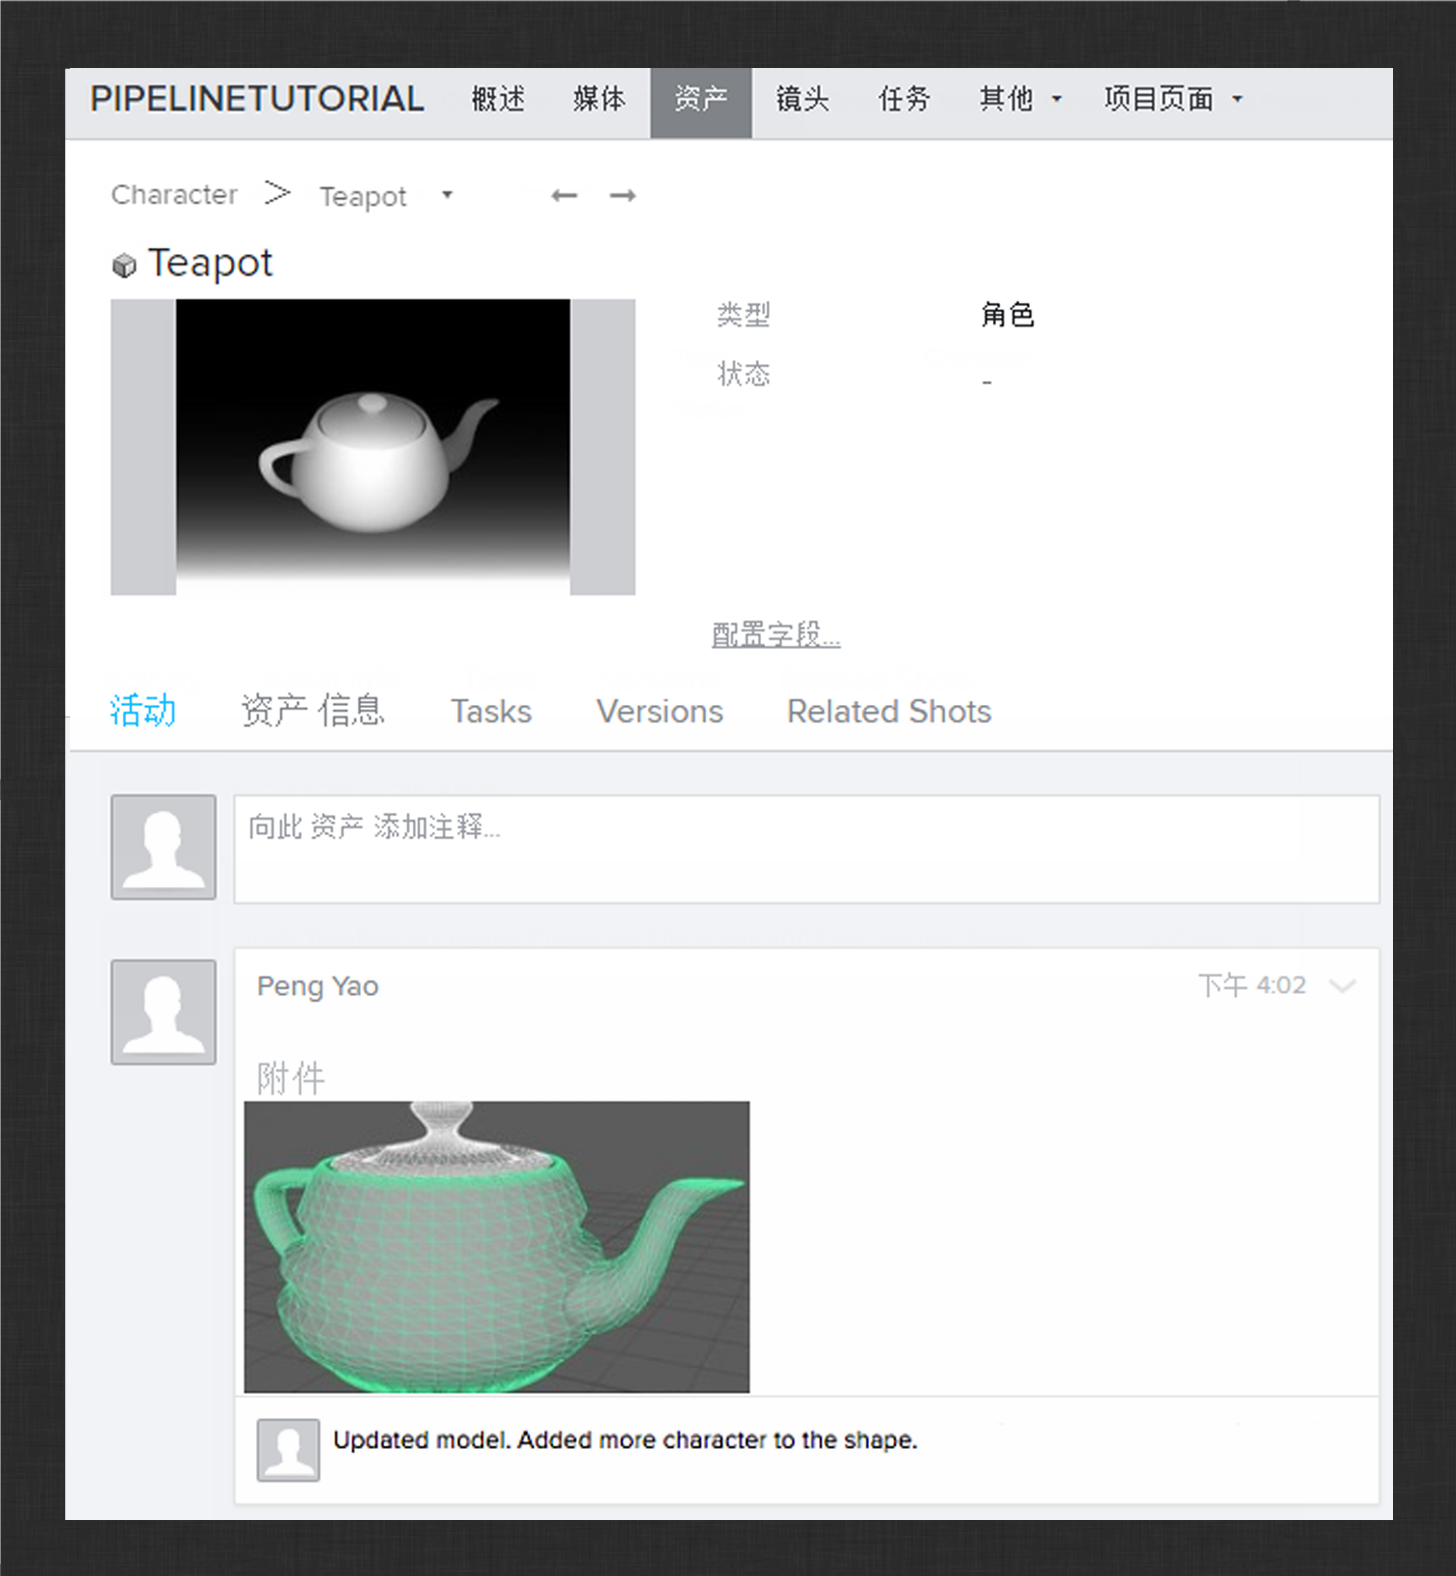 PIPELINETUTORIAL 概述 媒体 资产 镜头 任务 其他 项目页面
Character > Teapot
Teapot
类型 角色
状态 -
配置字段...
活动 资产 信息 Tasks Versions Related Shots
向此 资产 添加注释...
Peng Yao 下午 4:02
附件
Updated model. Added more character to the shape.